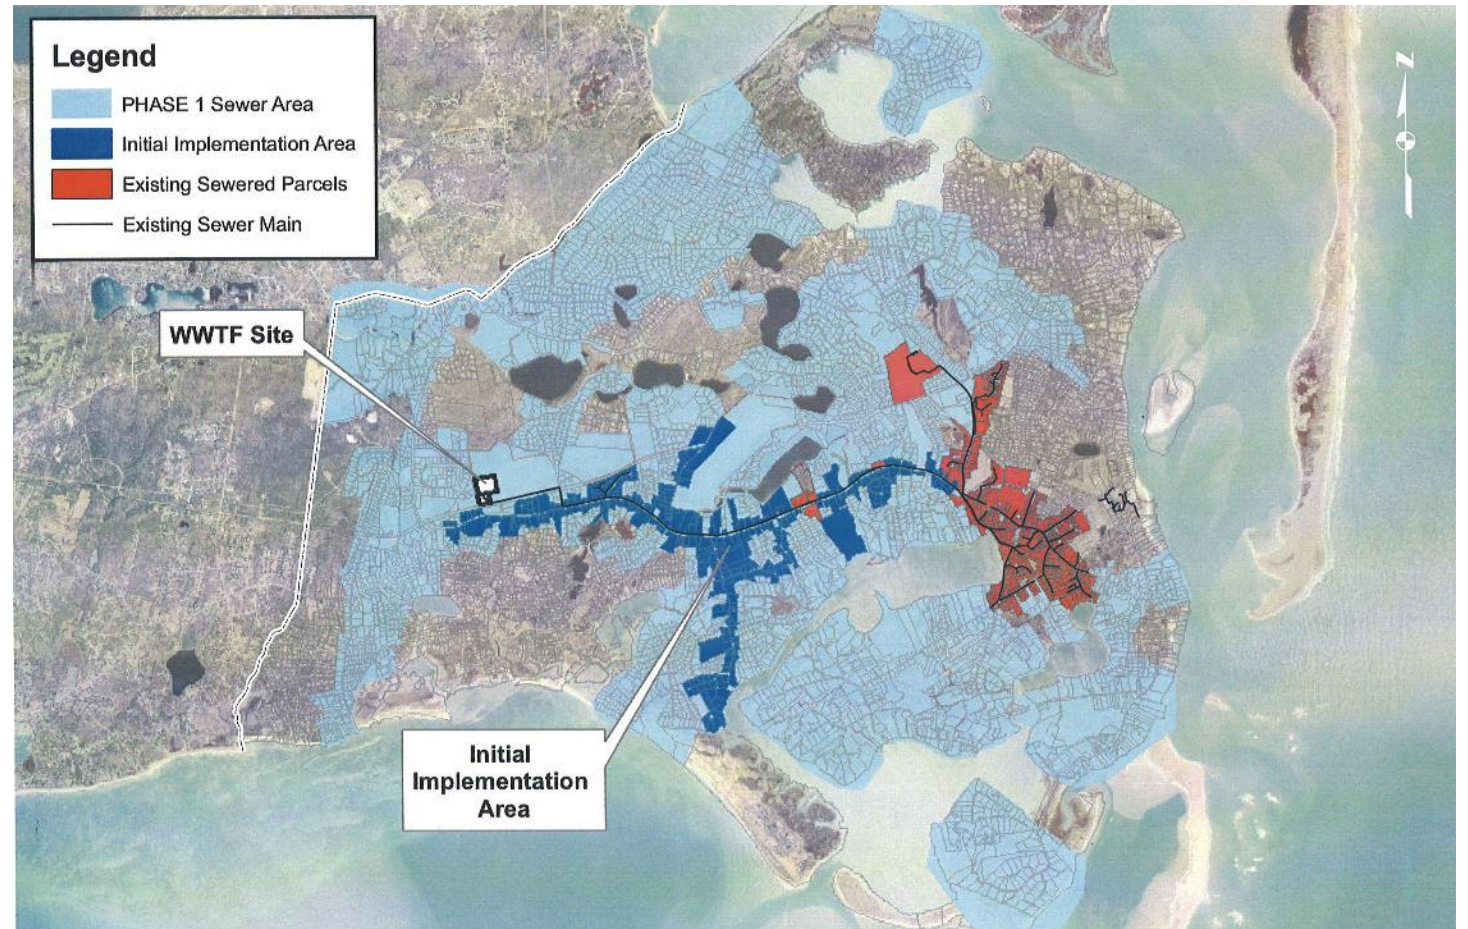 Legend
PHASE 1 Sewer Area
Initial Implementation Area
Existing Sewered Parcels
Existing Sewer Main
N
WWTF Site
Initial
Implementation
Area